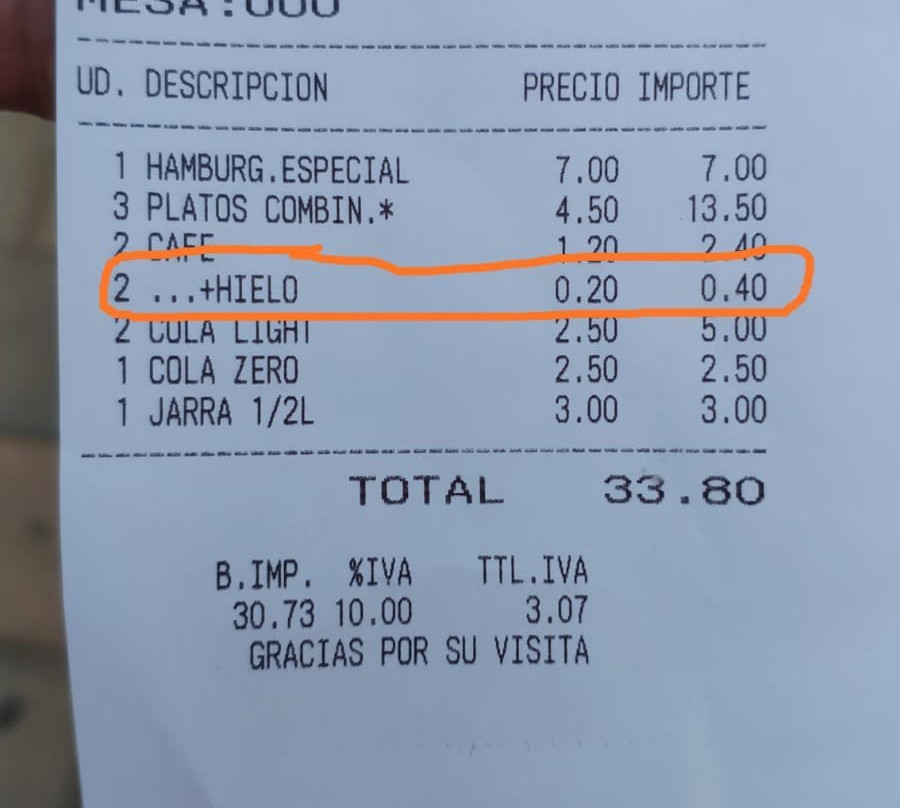 MESA:000
UD. DESCRIPCION PRECIO IMPORTE
1 HAMBURG.ESPECIAL 7.00 7.00
3 PLATOS COMBIN.* 4.50 13.50
2 CAFE 1.20 2.40
2 ...+HIELO 0.20 0.40
2 COLA LIGHT 2.50 5.00
1 COLA ZERO 2.50 2.50
1 JARRA 1/2L 3.00 3.00
TOTAL 33.80
B.IMP. %IVA TTL.IVA
30.73 10.00 3.07
GRACIAS POR SU VISITA